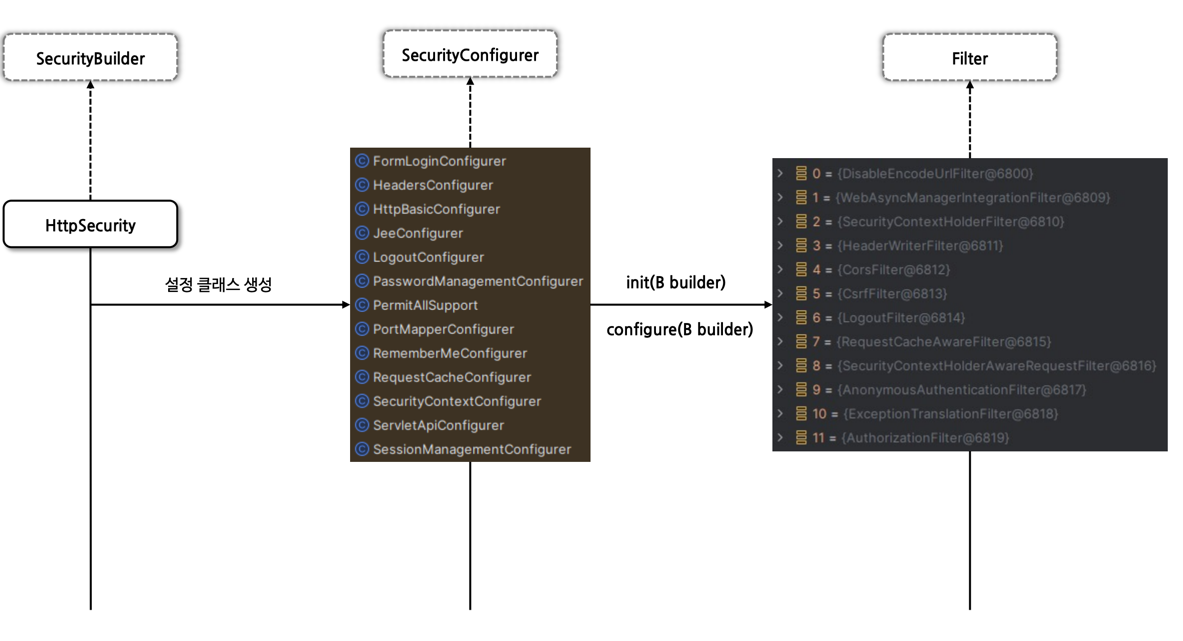 SecurityBuilder
SecurityConfigurer
Filter
HttpSecurity
설정 클래스 생성
C FormLoginConfigurer
C HeadersConfigurer
C HttpBasicConfigurer
C JeeConfigurer
C LogoutConfigurer
C PasswordManagementConfigurer
C PermitAllSupport
C PortMapperConfigurer
C RememberMeConfigurer
C RequestCacheConfigurer
C SecurityContextConfigurer
C ServletApiConfigurer
C SessionManagementConfigurer
init(B builder)
configure(B builder)
0 = {DisableEncodeUrlFilter@6800}
1 = {WebAsyncManagerIntegrationFilter@6809}
2 = {SecurityContextHolderFilter@6810}
3 = {HeaderWriterFilter@6811}
4 = {CorsFilter@6812}
5 = {CsrfFilter@6813}
6 = {LogoutFilter@6814}
7 = {RequestCacheAwareFilter@6815}
8 = {SecurityContextHolderAwareRequestFilter@6816}
9 = {AnonymousAuthenticationFilter@6817}
10 = {ExceptionTranslationFilter@6818}
11 = {AuthorizationFilter@6819}